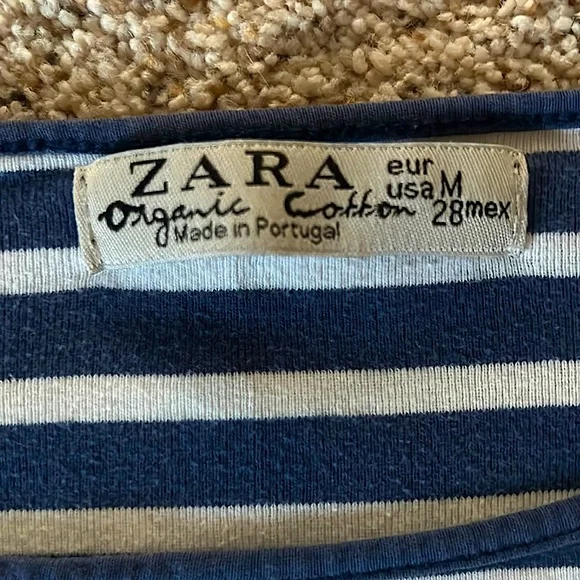 ZARA eur
usa M
Organic Cotton 28mex
Made in Portugal